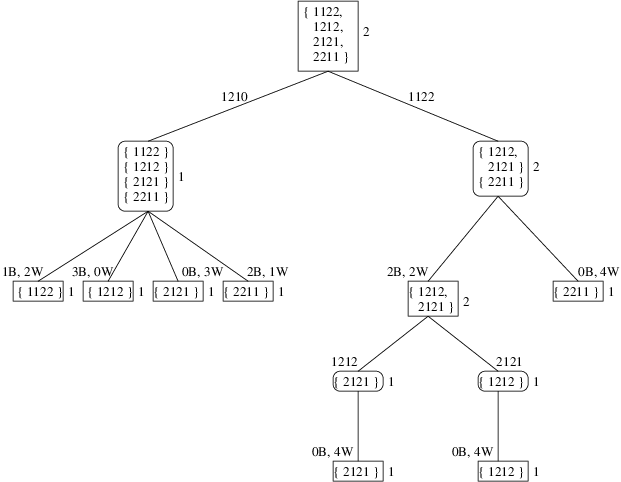 { 1122,
1212,
2121,
2211 }
2
1210
1122
{ 1122 }
{ 1212 }
{ 2121 }
{ 2211 }
1
{ 1212,
2121 }
{ 2211 }
2
1B, 2W
3B, 0W
0B, 3W
2B, 1W
2B, 2W
0B, 4W
{ 1122 } 1
{ 1212 } 1
{ 2121 } 1
{ 2211 } 1
{ 1212,
2121 }
2
{ 2211 } 1
1212
2121
{ 2121 } 1
{ 1212 } 1
0B, 4W
0B, 4W
{ 2121 } 1
{ 1212 } 1